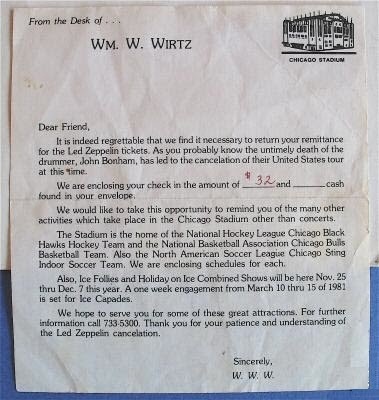 From the Desk of . . .
WM. W. WIRTZ
CHICAGO STADIUM
Dear Friend,
It is indeed regrettable that we find it necessary to return your remittance
for the Led Zeppelin tickets. As you probably know the untimely death of the
drummer, John Bonham, has led to the cancelation of their United States tour
at this time.
We are enclosing your check in the amount of $32 and ______cash
found in your envelope.
We would like to take this opportunity to remind you of the many other
activities which take place in the Chicago Stadium other than concerts.
The Stadium is the home of the National Hockey League Chicago Black
Hawks Hockey Team and the National Basketball Association Chicago Bulls
Basketball Team. Also the North American Soccer League Chicago Sting
Indoor Soccer Team. We are enclosing schedules for each.
Also, Ice Follies and Holiday on Ice Combined Shows will be here Nov. 25
thru Dec. 7 this year. A one week engagement from March 10 thru 15 of 1981
is set for Ice Capades.
We hope to serve you for some of these great attractions. For further
information call 733-5300. Thank you for your patience and understanding of
the Led Zeppelin cancelation.
Sincerely,
W. W. W.